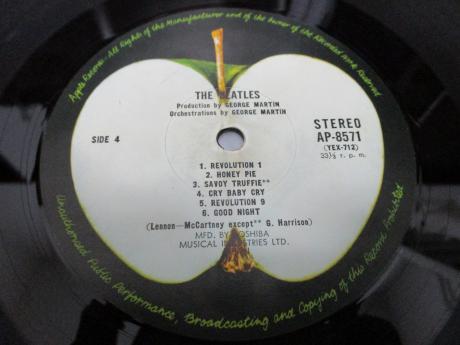 Apple Records · All Rights of the Manufacturer and of the Owner of the Recorded Work Reserved
THE BEATLES
Production by GEORGE MARTIN
Orchestrations by GEORGE MARTIN
SIDE 4
STEREO
AP-8571
(YEX-712)
33⅓ r. p. m.
1. REVOLUTION 1
2. HONEY PIE
3. SAVOY TRUFFIE**
4. CRY BABY CRY
5. REVOLUTION 9
6. GOOD NIGHT
(Lennon—McCartney except** G. Harrison)
MFD. BY TOSHIBA
MUSICAL INDUSTRIES LTD.
Unauthorised Public Performance, Broadcasting and Copying of this Record Prohibited